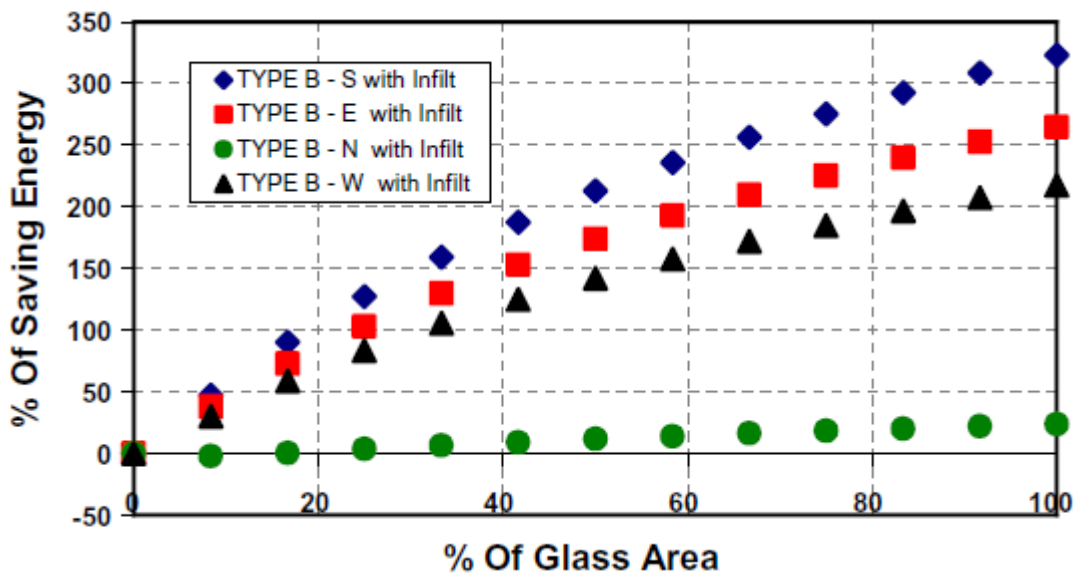 350
300
250
200
150
100
50
0
-50
% Of Saving Energy
TYPE B - S with Infilt
TYPE B - E with Infilt
TYPE B - N with Infilt
TYPE B - W with Infilt
0 20 40 60 80 100
% Of Glass Area